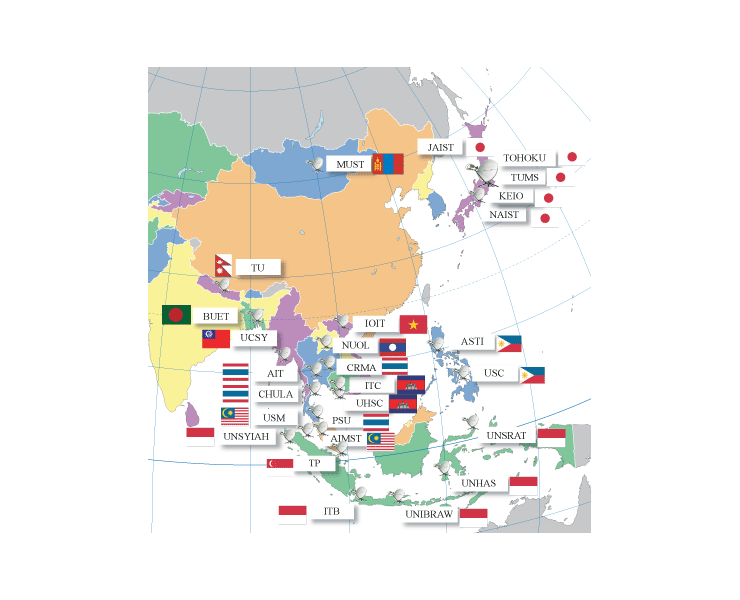 JAIST
TOHOKU
MUST
TUMS
KEIO
NAIST
TU
BUET
IOIT
UCSY
NUOL
ASTI
CRMA
AIT
USC
ITC
CHULA
UHSC
USM
PSU
UNSYIAH
AIMST
UNSRAT
TP
UNHAS
ITB
UNIBRAW